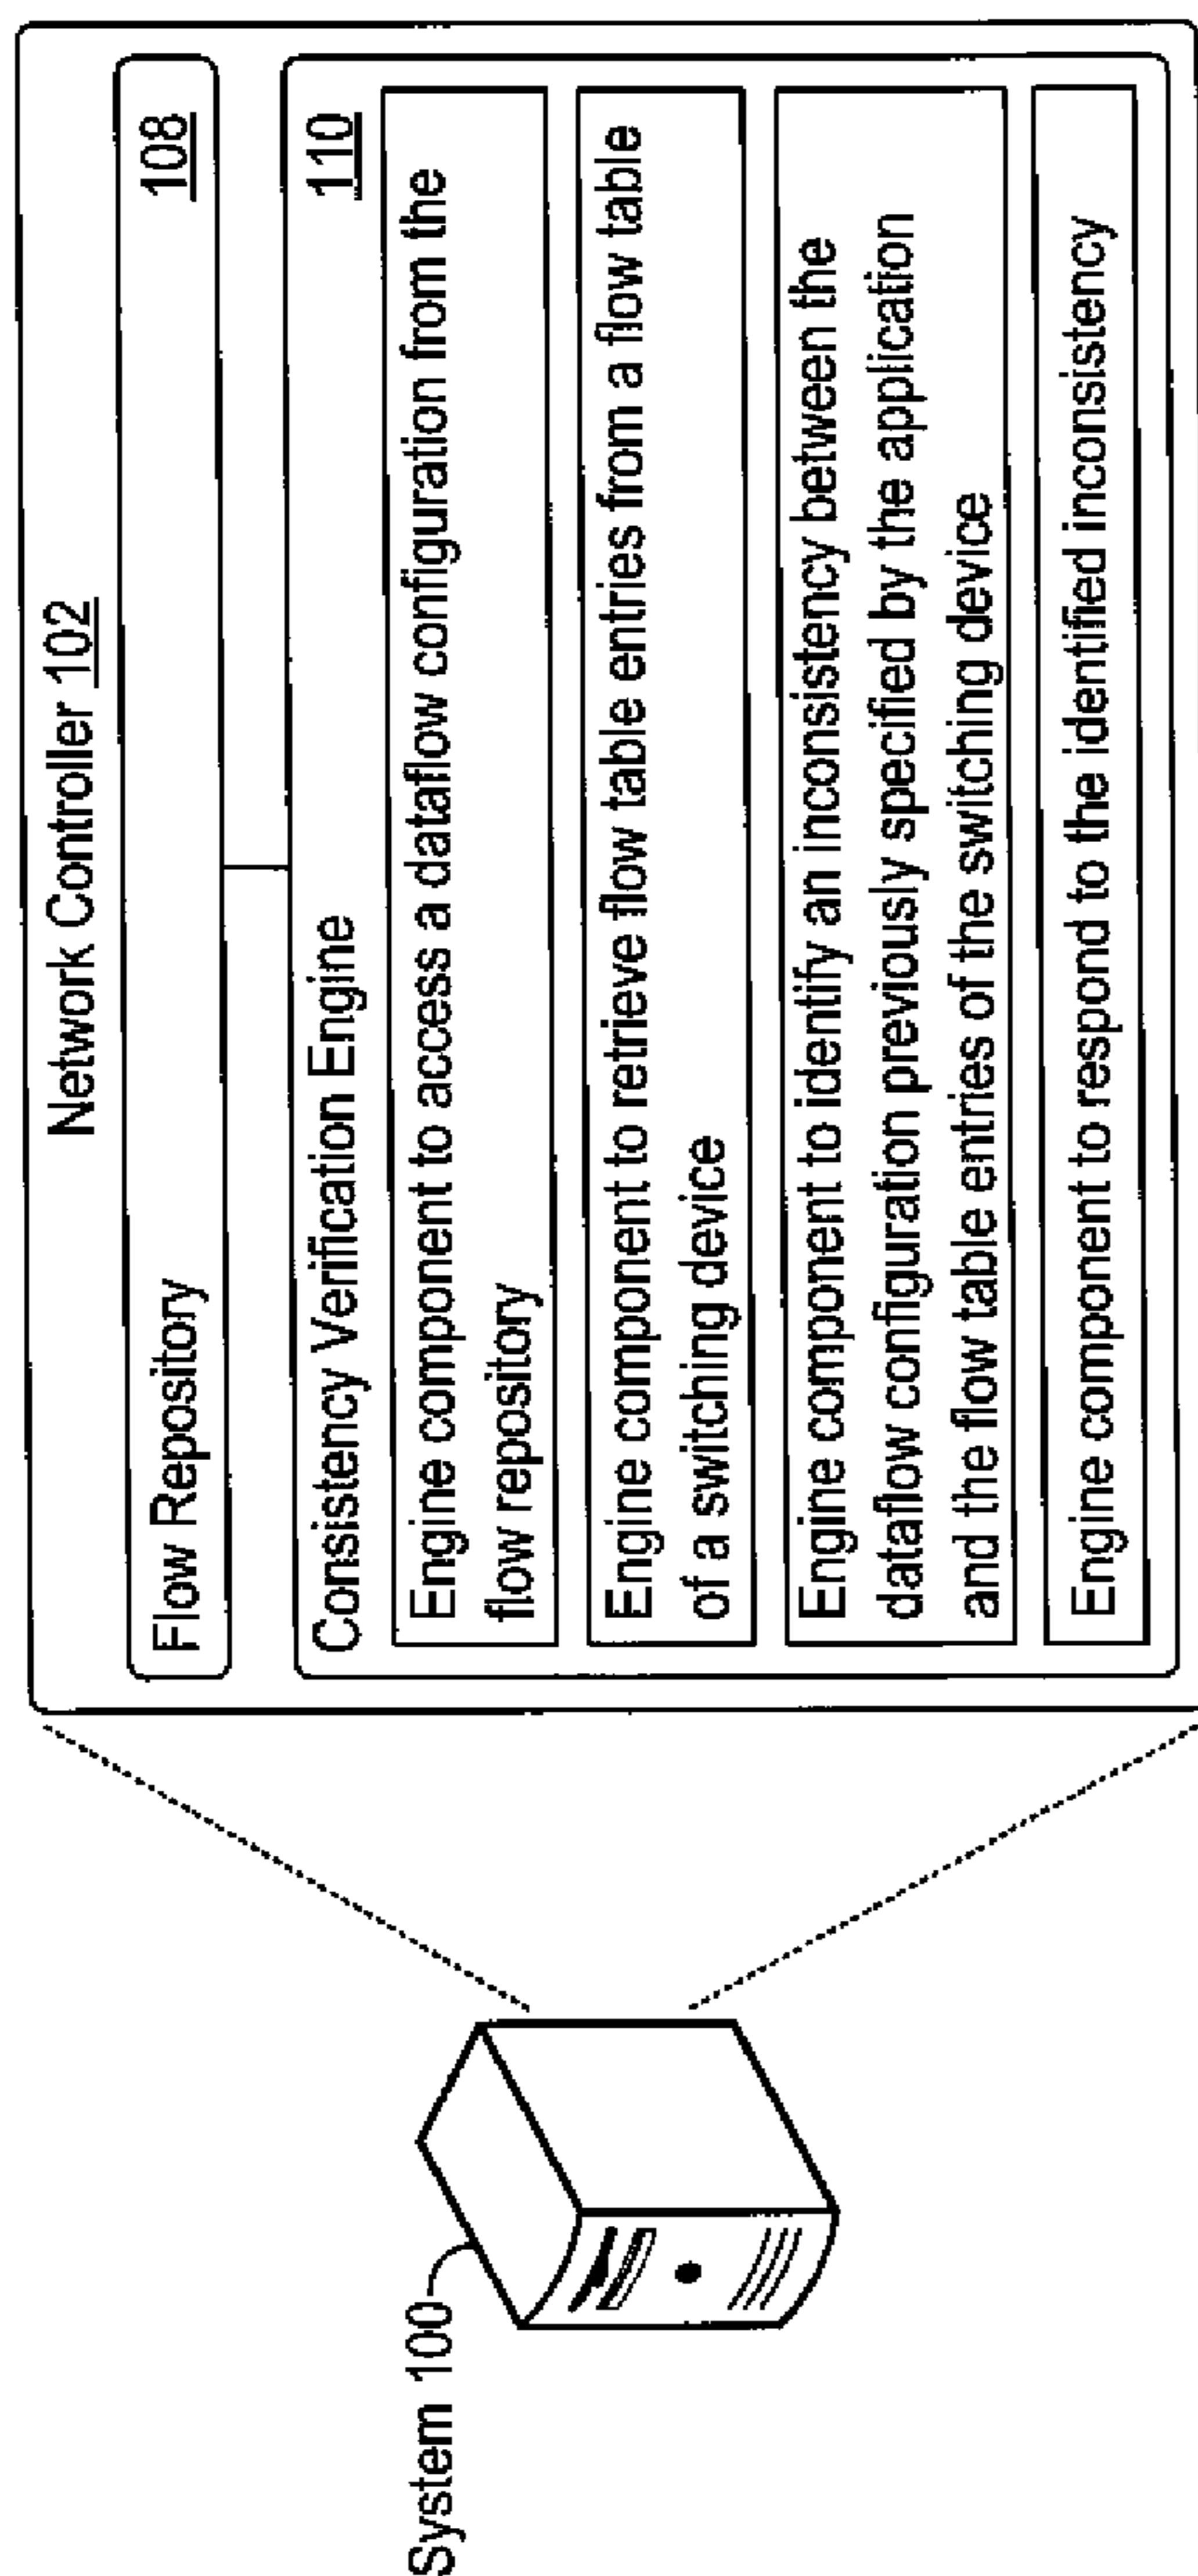 System 100
Network Controller 102
Flow Repository 108
Consistency Verification Engine 110
Engine component to access a dataflow configuration from the
flow repository
Engine component to retrieve flow table entries from a flow table
of a switching device
Engine component to identify an inconsistency between the
dataflow configuration previously specified by the application
and the flow table entries of the switching device
Engine component to respond to the identified inconsistency